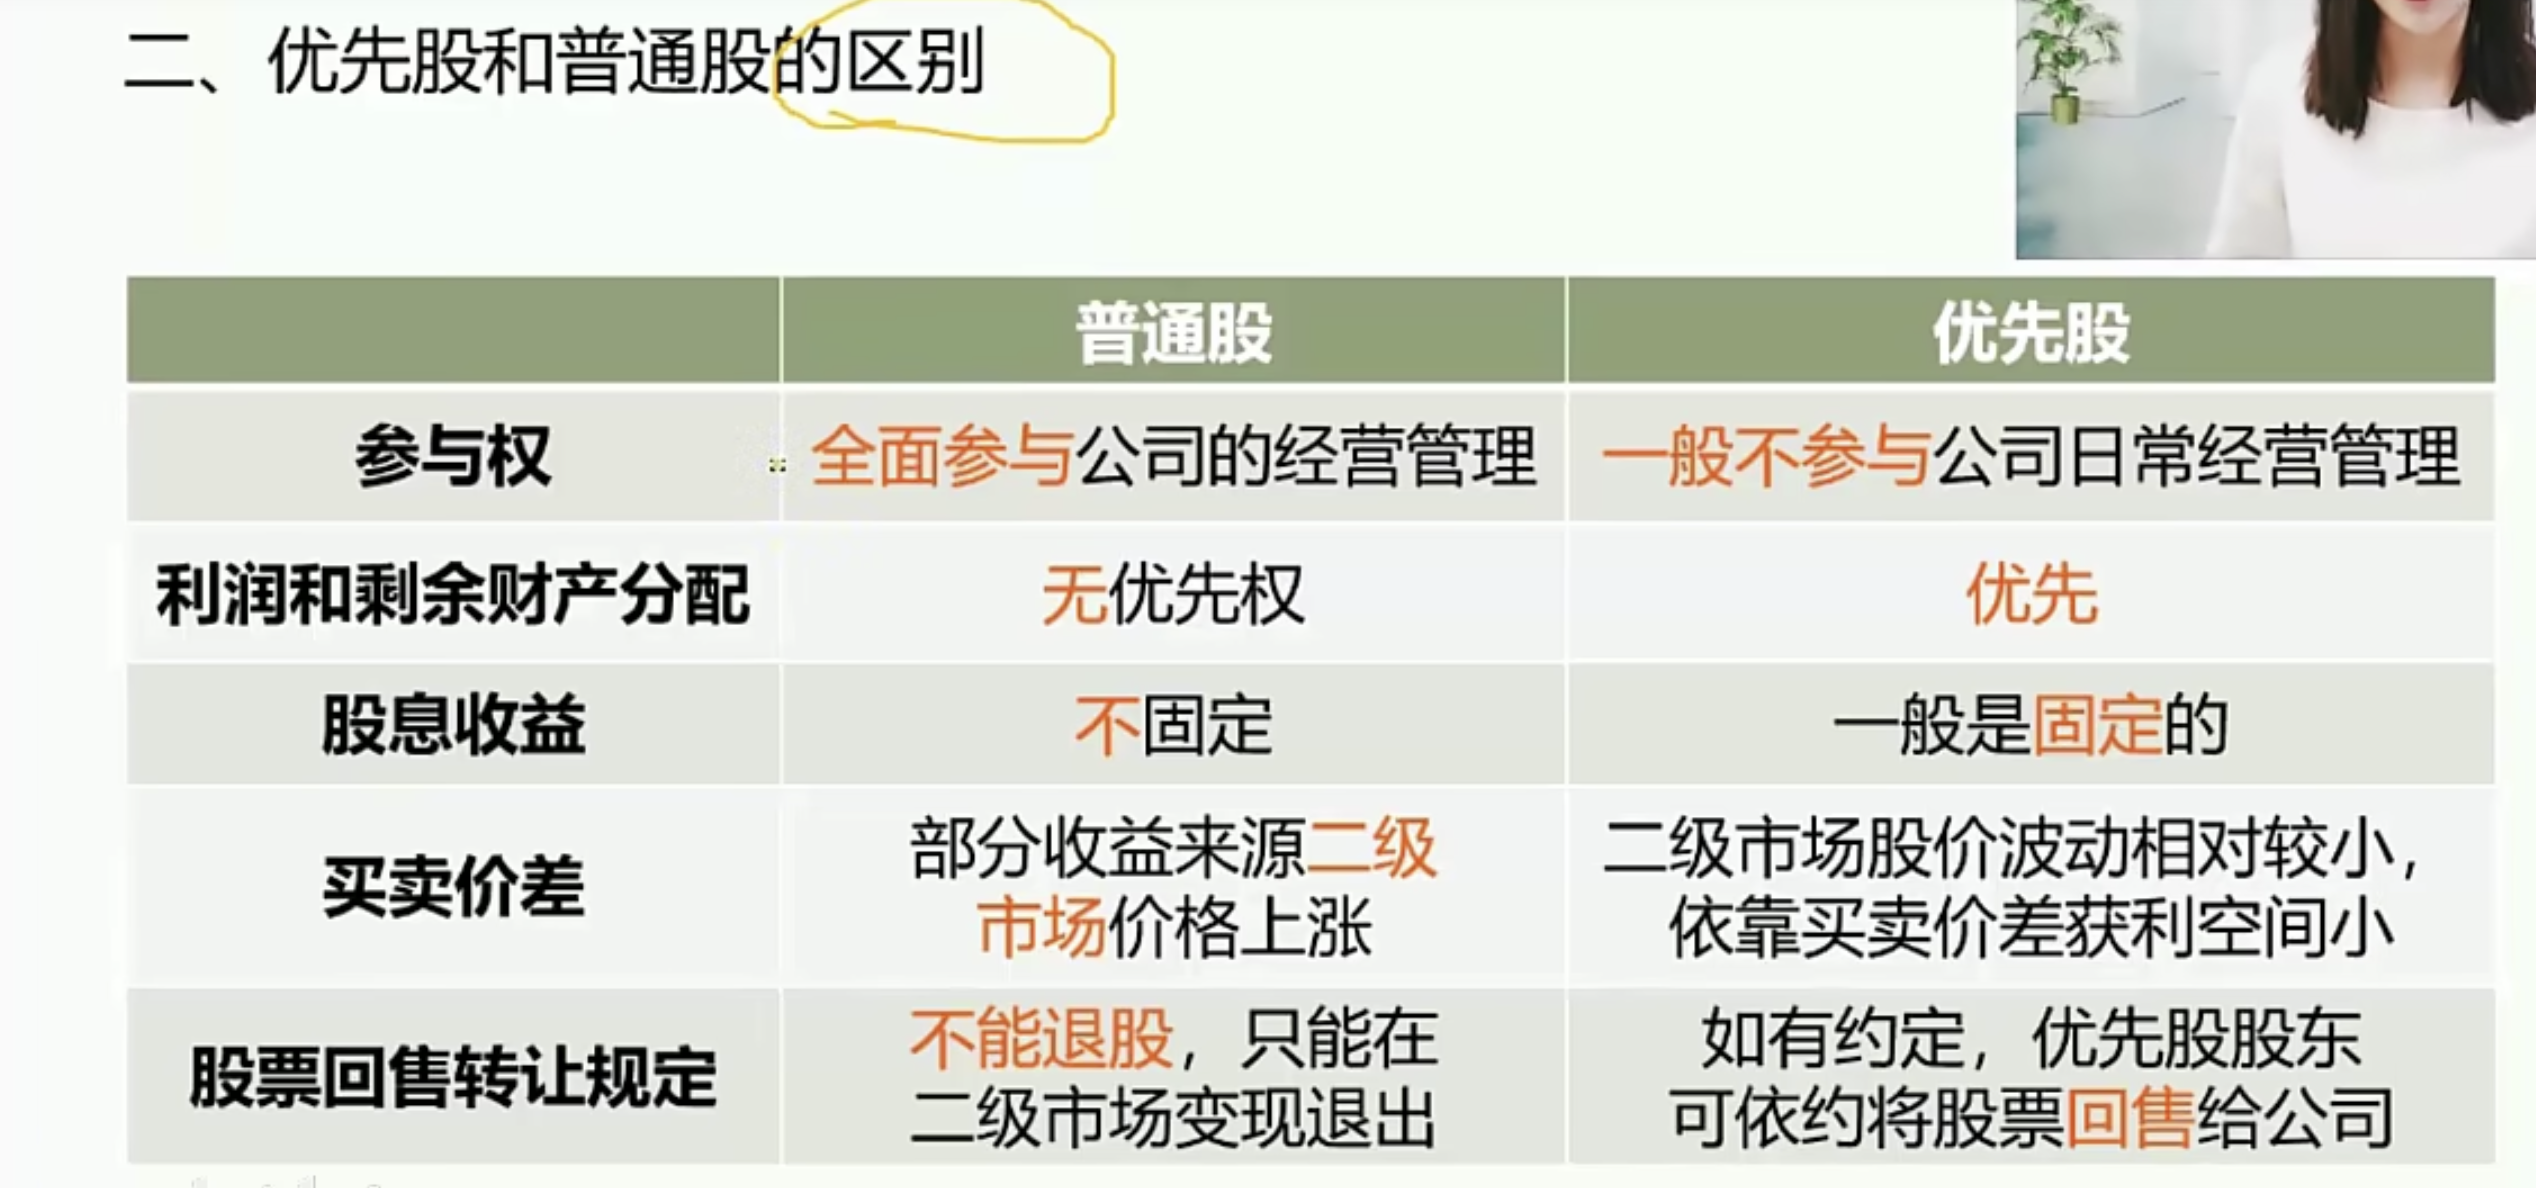 二、优先股和普通股的区别
普通股 优先股
参与权 全面参与公司的经营管理 一般不参与公司日常经营管理
利润和剩余财产分配 无优先权 优先
股息收益 不固定 一般是固定的
买卖价差
部分收益来源二级
市场价格上涨
二级市场股价波动相对较小，
依靠买卖价差获利空间小
股票回售转让规定
不能退股，只能在
二级市场变现退出
如有约定，优先股股东
可依约将股票回售给公司